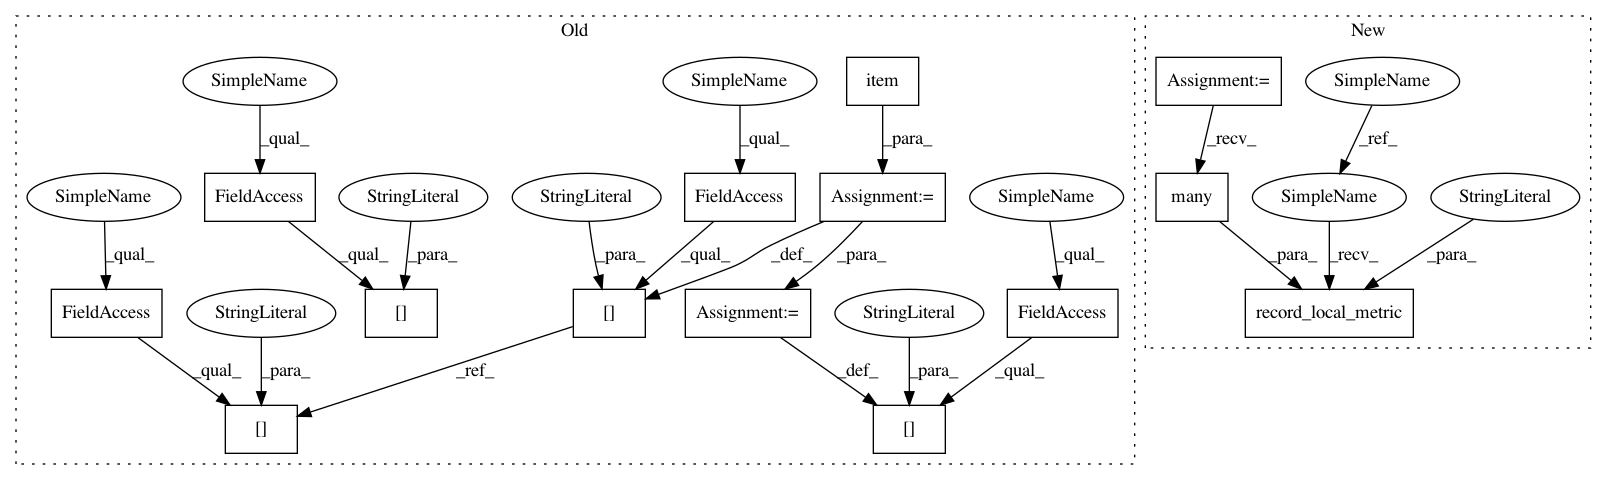 Old
New
SimpleName
SimpleName
item
Assignment:=
SimpleName
_qual_
_qual_
_para_
_recv_
_ref_
SimpleName
FieldAccess
StringLiteral
StringLiteral
FieldAccess
Assignment:=
SimpleName
many
SimpleName
StringLiteral
_qual_
_qual_
_para_
_para_
_qual_
_def_
_para_
_qual_
_para_
_recv_
_para_
FieldAccess
StringLiteral
[]
[]
Assignment:=
StringLiteral
FieldAccess
record_local_metric
_qual_
_para_
_ref_
_def_
_para_
_qual_
[]
[]